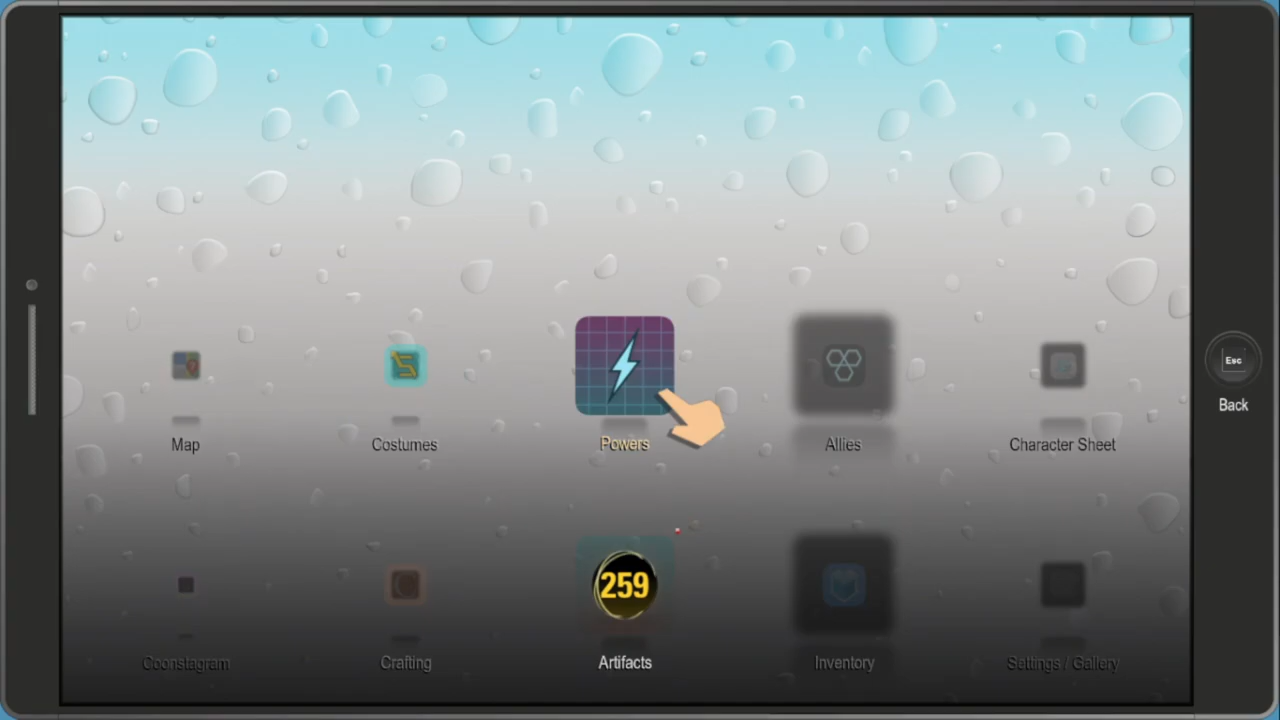 Esc
Back
Map
Costumes
Powers
Allies
Character Sheet
259
Coonstagram
Crafting
Artifacts
Inventory
Settings / Gallery